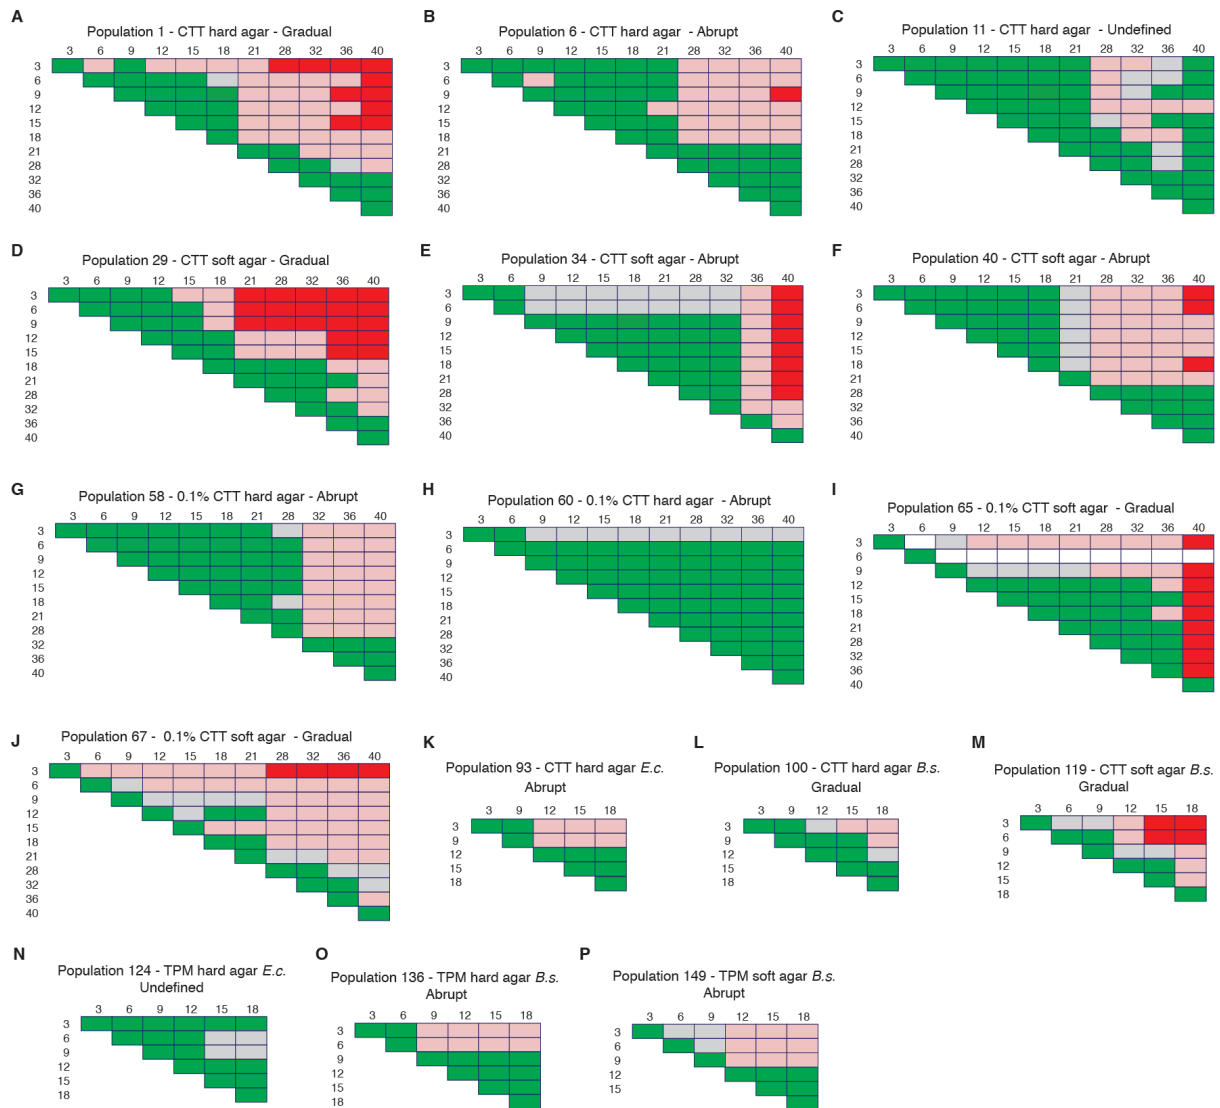 A
Population 1 - CTT hard agar - Gradual
3 6 9 12 15 18 21 28 32 36 40
3
6
9
12
15
18
21
28
32
36
40
B
Population 6 - CTT hard agar - Abrupt
3 6 9 12 15 18 21 28 32 36 40
3
6
9
12
15
18
21
28
32
36
40
C
Population 11 - CTT hard agar - Undefined
3 6 9 12 15 18 21 28 32 36 40
3
6
9
12
15
18
21
28
32
36
40
D
Population 29 - CTT soft agar - Gradual
3 6 9 12 15 18 21 28 32 36 40
3
6
9
12
15
18
21
28
32
36
40
E
Population 34 - CTT soft agar - Abrupt
3 6 9 12 15 18 21 28 32 36 40
3
6
9
12
15
18
21
28
32
36
40
F
Population 40 - CTT soft agar - Abrupt
3 6 9 12 15 18 21 28 32 36 40
3
6
9
12
15
18
21
28
32
36
40
G
Population 58 - 0.1% CTT hard agar - Abrupt
3 6 9 12 15 18 21 28 32 36 40
3
6
9
12
15
18
21
28
32
36
40
H
Population 60 - 0.1% CTT hard agar - Abrupt
3 6 9 12 15 18 21 28 32 36 40
3
6
9
12
15
18
21
28
32
36
40
I
Population 65 - 0.1% CTT soft agar - Gradual
3 6 9 12 15 18 21 28 32 36 40
3
6
9
12
15
18
21
28
32
36
40
J
Population 67 - 0.1% CTT soft agar - Gradual
3 6 9 12 15 18 21 28 32 36 40
3
6
9
12
15
18
21
28
32
36
40
K
Population 93 - CTT hard agar E.c.
Abrupt
3 9 12 15 18
3
9
12
15
18
L
Population 100 - CTT hard agar B.s.
Gradual
3 9 12 15 18
3
9
12
15
18
M
Population 119 - CTT soft agar B.s.
Gradual
3 6 9 12 15 18
3
6
9
12
15
18
N
Population 124 - TPM hard agar E.c.
Undefined
3 6 9 12 15 18
3
6
9
12
15
18
O
Population 136 - TPM hard agar B.s.
Abrupt
3 6 9 12 15 18
3
6
9
12
15
18
P
Population 149 - TPM soft agar B.s.
Abrupt
3 6 9 12 15 18
3
6
9
12
15